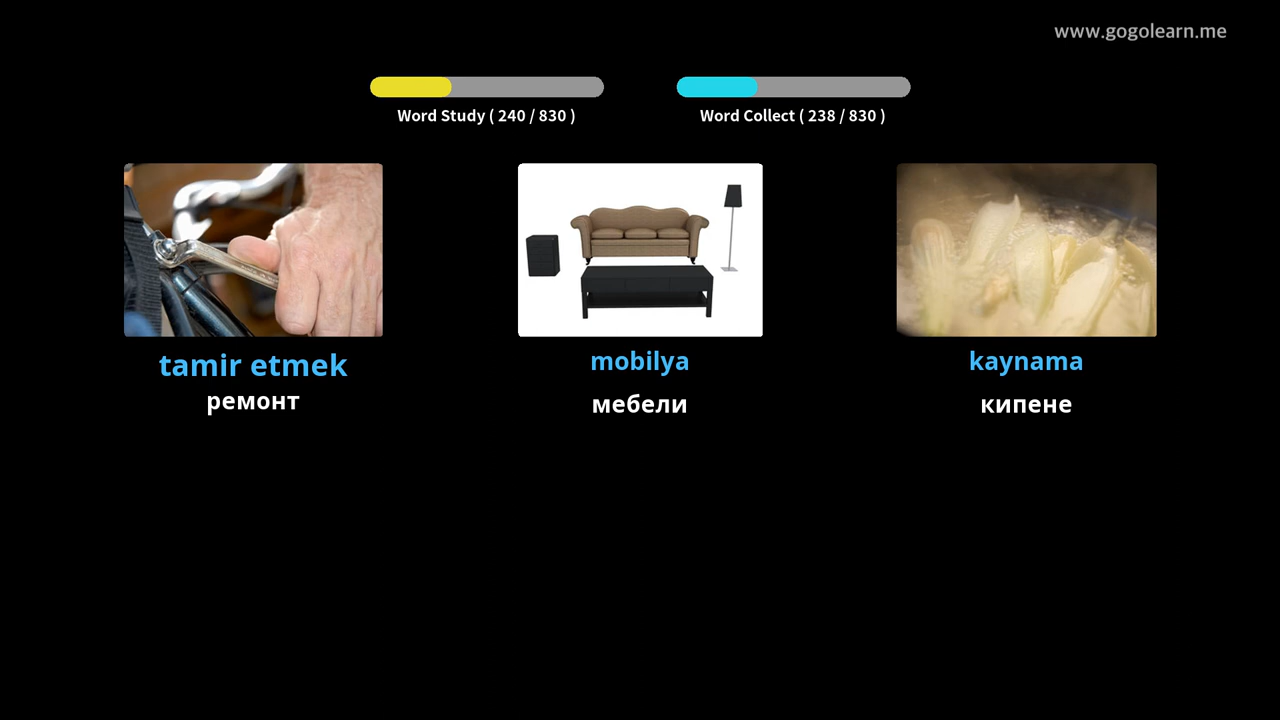 www.gogolearn.me
Word Study ( 240 / 830 )
Word Collect ( 238 / 830 )
tamir etmek
ремонт
mobilya
мебели
kaynama
кипене